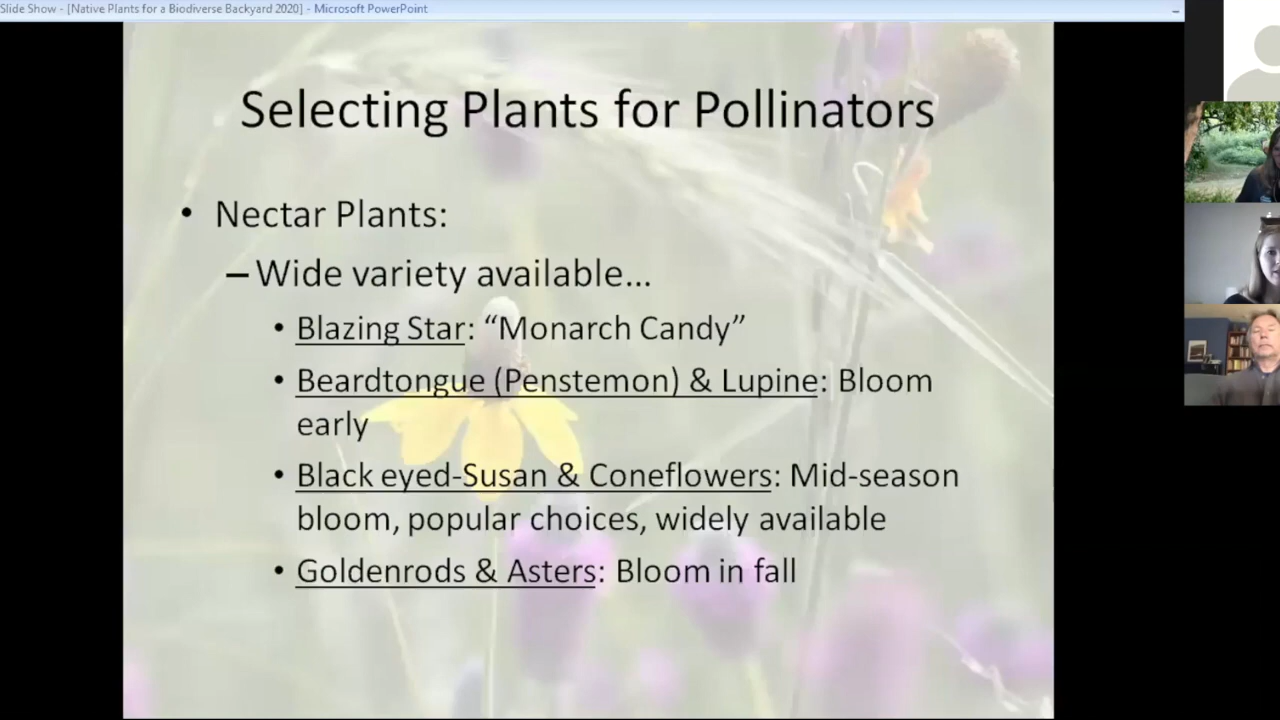 Slide Show - [Native Plants for a Biodiverse Backyard 2020] - Microsoft PowerPoint
Selecting Plants for Pollinators
• Nectar Plants:
– Wide variety available…
• Blazing Star: “Monarch Candy”
• Beardtongue (Penstemon) & Lupine: Bloom
early
• Black eyed-Susan & Coneflowers: Mid-season
bloom, popular choices, widely available
• Goldenrods & Asters: Bloom in fall